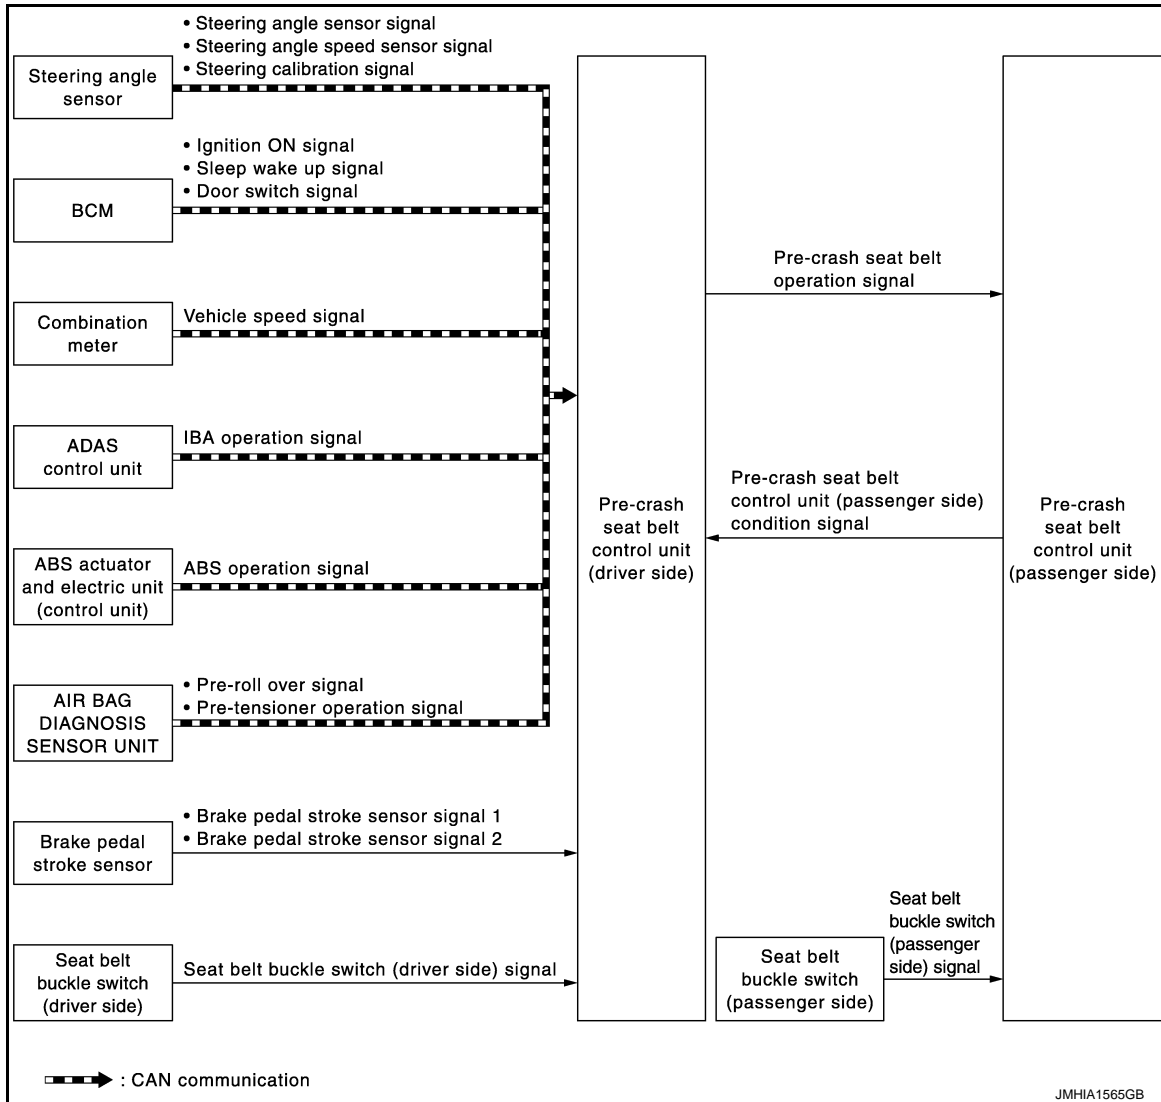 • Steering angle sensor signal
• Steering angle speed sensor signal
• Steering calibration signal
Steering angle
sensor
• Ignition ON signal
• Sleep wake up signal
• Door switch signal
BCM
Vehicle speed signal
Combination
meter
IBA operation signal
ADAS
control unit
ABS operation signal
ABS actuator
and electric unit
(control unit)
• Pre-roll over signal
• Pre-tensioner operation signal
AIR BAG
DIAGNOSIS
SENSOR UNIT
• Brake pedal stroke sensor signal 1
• Brake pedal stroke sensor signal 2
Brake pedal
stroke sensor
Seat belt buckle switch (driver side) signal
Seat belt
buckle switch
(driver side)
Pre-crash
seat belt
control unit
(driver side)
Pre-crash seat belt
operation signal
Pre-crash seat belt
control unit (passenger side)
condition signal
Pre-crash
seat belt
control unit
(passenger side)
Seat belt
buckle switch
(passenger
side) signal
Seat belt
buckle switch
(passenger side)
: CAN communication
JMHIA1565GB